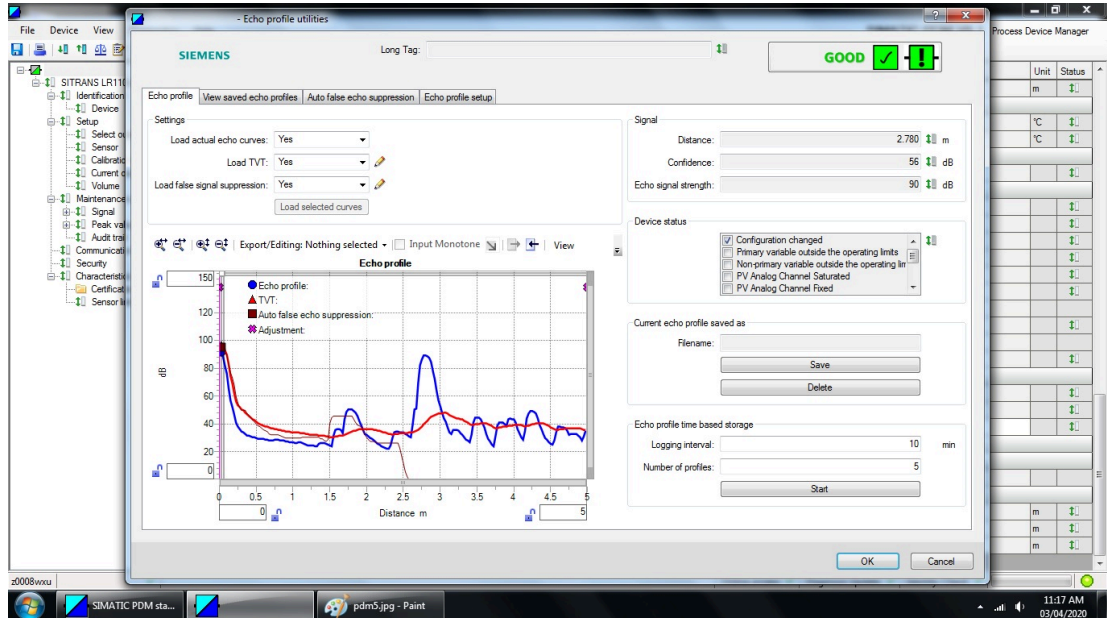 - Echo profile utilities
File Device View
Process Device Manager
SIEMENS
Long Tag:
GOOD
Unit Status
SITRANS LR110
Identification
Device
Setup
Select
Sensor
Calibratio
Current o
Volume
Maintenance
Signal
Peak val
Audit trai
Communicati
Security
Characteristic
Certificat
Sensor li
Echo profile View saved echo profiles Auto false echo suppression Echo profile setup
Settings
Load actual echo curves: Yes
Load TVT: Yes
Load false signal suppression: Yes
Load selected curves
Signal
Distance: 2.780 m
Confidence: 56 dB
Echo signal strength: 90 dB
Device status
Configuration changed
Primary variable outside the operating limits
Non-primary variable outside the operating lim
PV Analog Channel Saturated
PV Analog Channel Fixed
Export/Editing: Nothing selected Input Monotone View
Echo profile
Echo profile:
TVT:
Auto false echo suppression:
Adjustment:
150
120
100
80
60
40
20
0
dB
0 0.5 1 1.5 2 2.5 3 3.5 4 4.5 5
0 Distance m 5
Current echo profile saved as
Filename:
Save
Delete
Echo profile time based storage
Logging interval: 10 min
Number of profiles: 5
Start
OK Cancel
m
°C
°C
m
m
m
z0008wxu
SIMATIC PDM sta...
pdm5.jpg - Paint
11:17 AM
03/04/2020